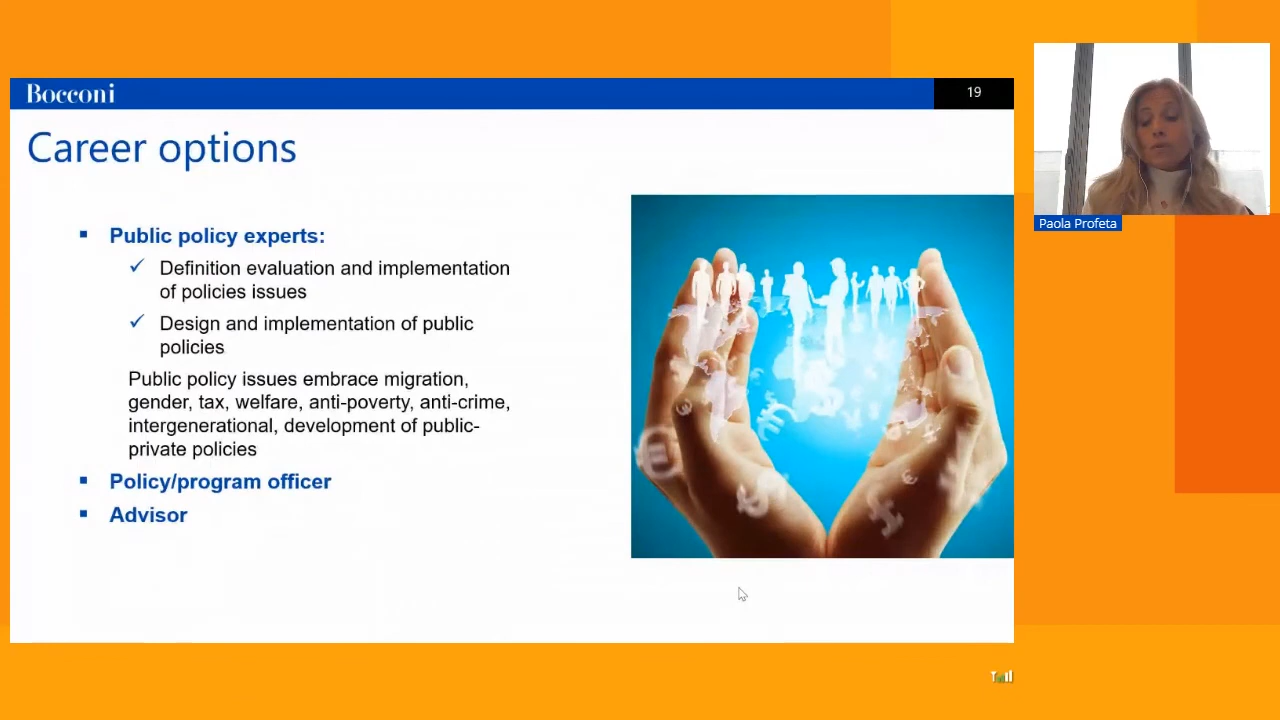 Bocconi
19
Career options
Public policy experts:
Definition evaluation and implementation
of policies issues
Design and implementation of public
policies
Public policy issues embrace migration,
gender, tax, welfare, anti-poverty, anti-crime,
intergenerational, development of public-
private policies
Policy/program officer
Advisor
Paola Profeta